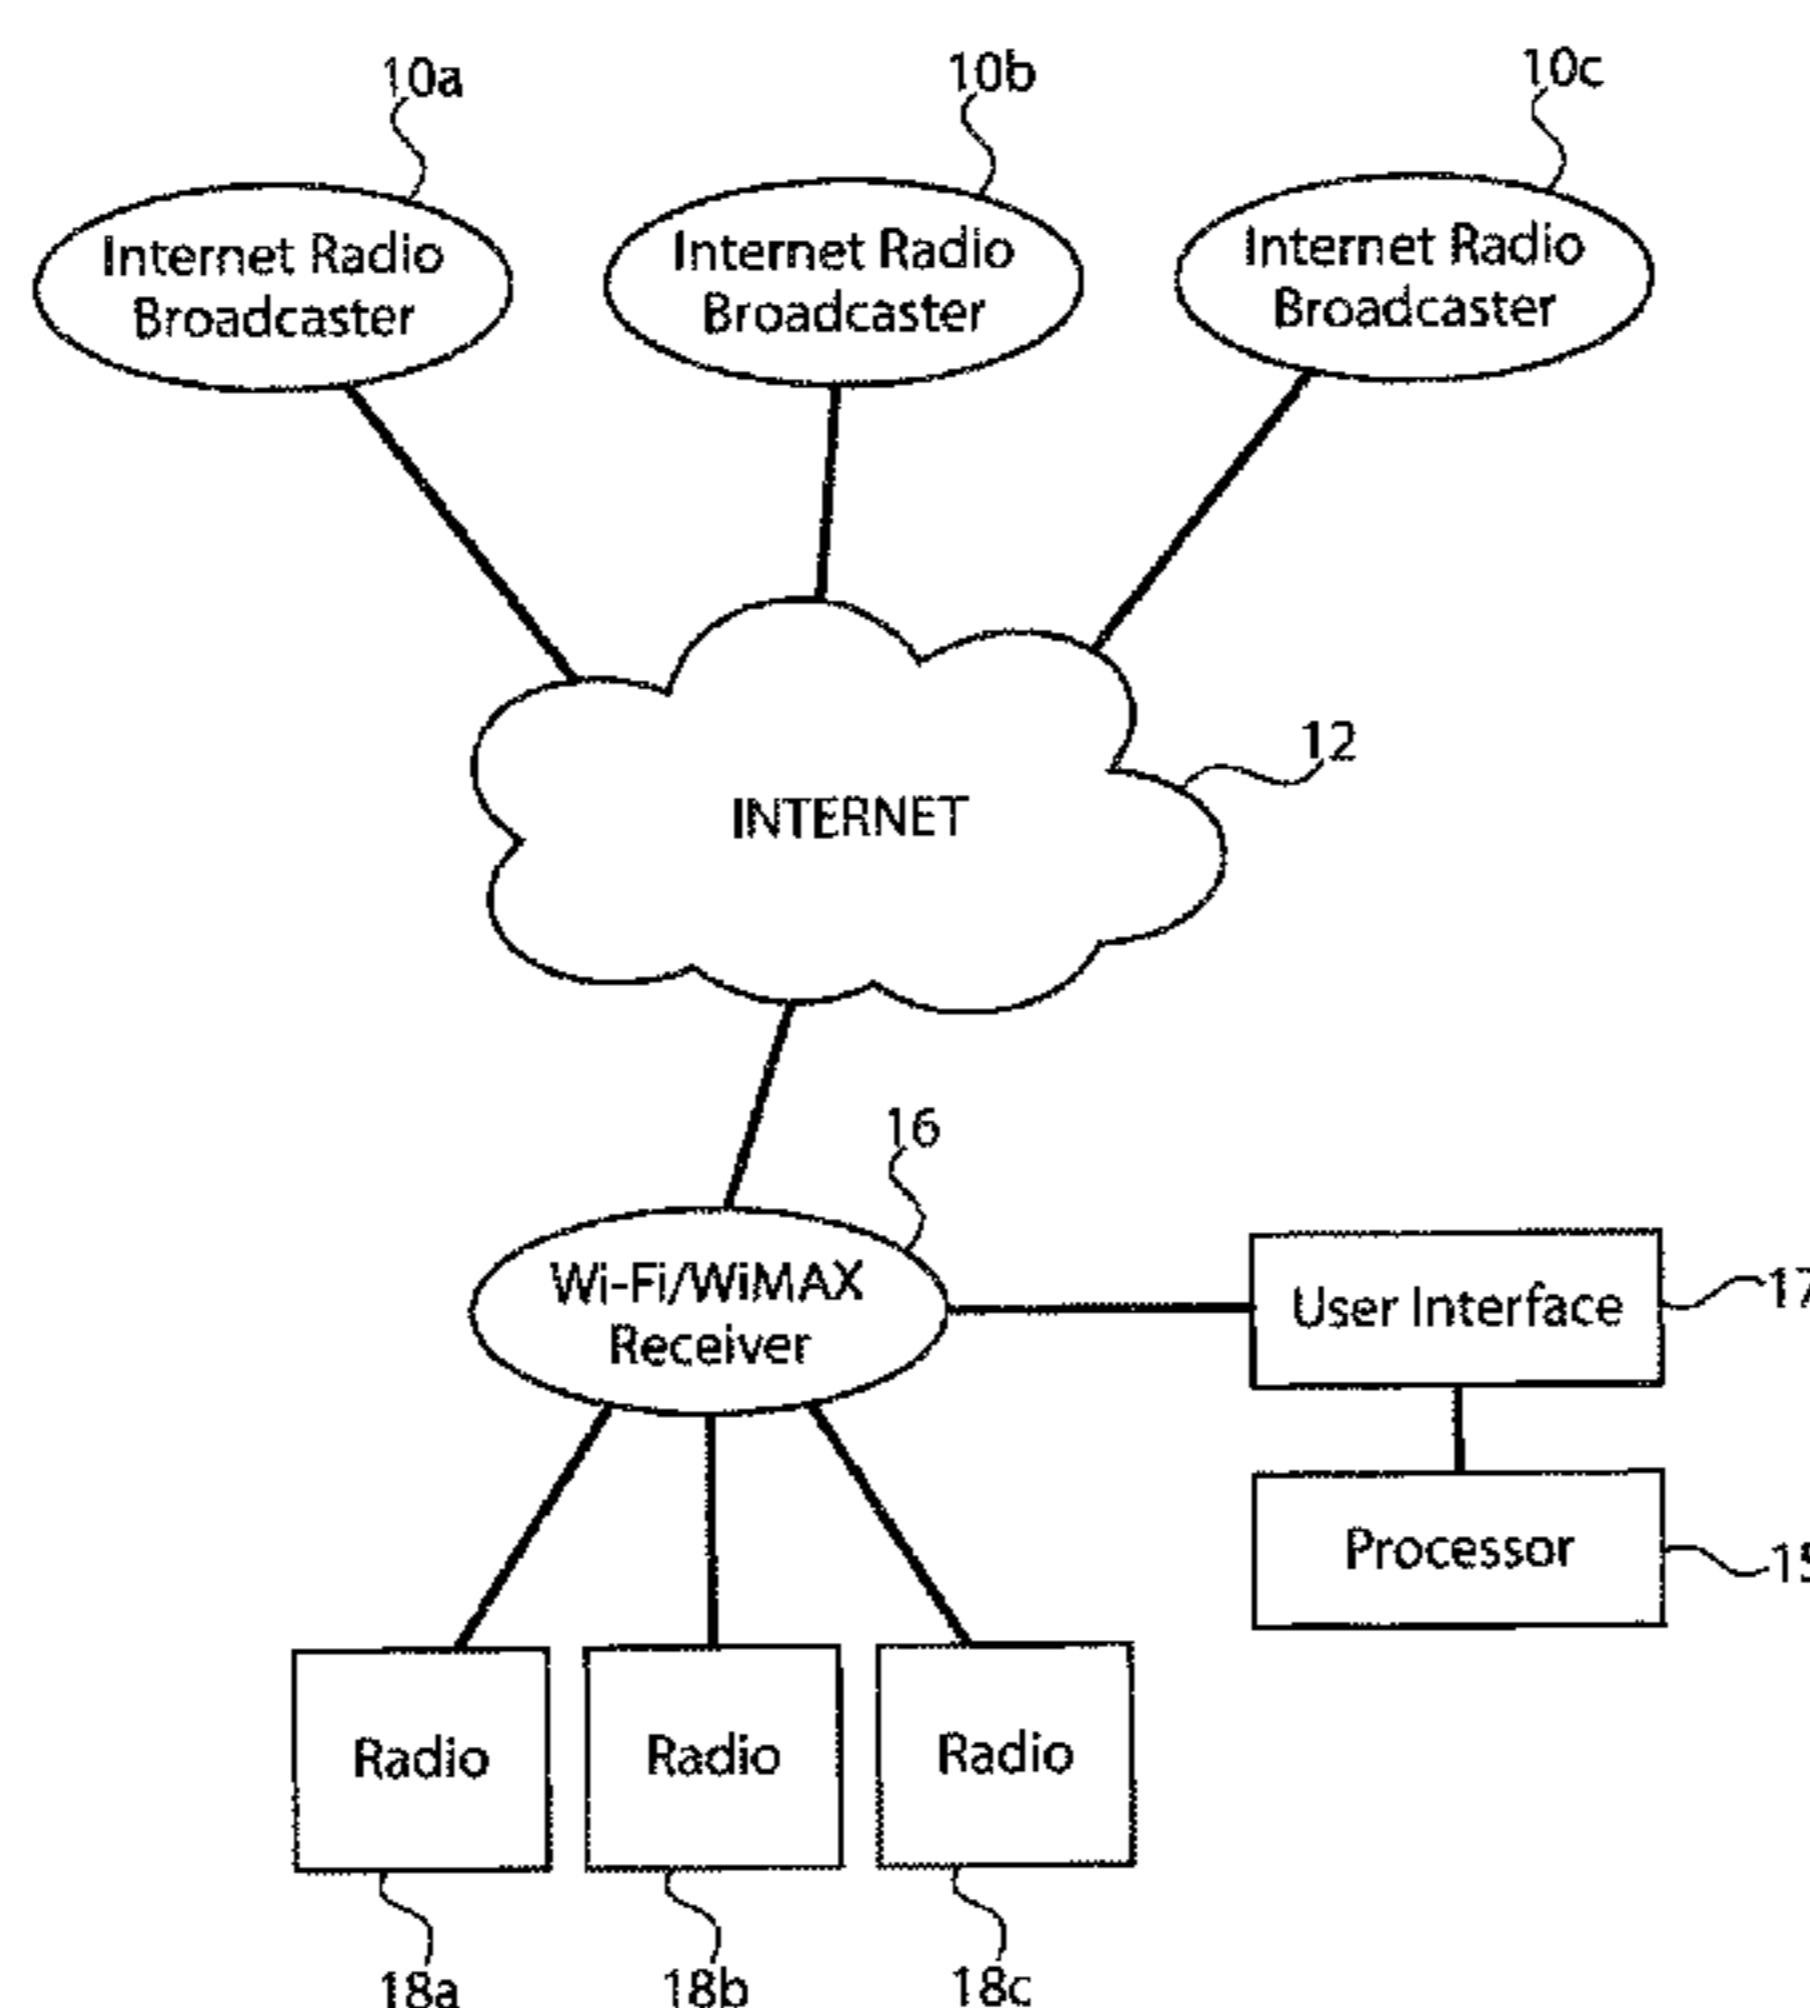 10a
10b
10c
Internet Radio
Broadcaster
Internet Radio
Broadcaster
Internet Radio
Broadcaster
12
INTERNET
16
Wi-Fi/WiMAX
Receiver
User Interface
17
Processor
Radio
Radio
Radio
18a
18b
18c